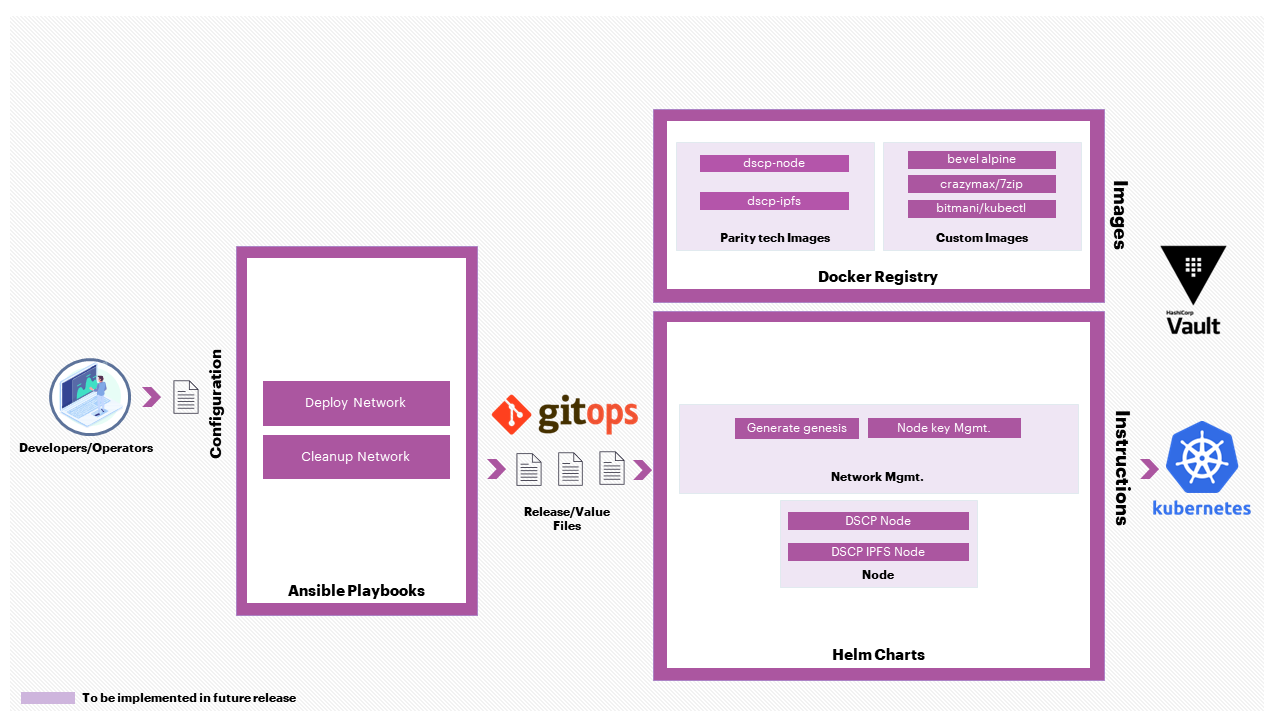 Developers/Operators
Configuration
Deploy Network
Cleanup Network
Ansible Playbooks
gitops
Release/Value
Files
dscp-node
dscp-ipfs
Parity tech Images
bevel alpine
crazymax/7zip
bitmani/kubectl
Custom Images
Docker Registry
Images
Generate genesis
Node key Mgmt.
Network Mgmt.
DSCP Node
DSCP IPFS Node
Node
Helm Charts
Instructions
HashiCorp
Vault
kubernetes
To be implemented in future release